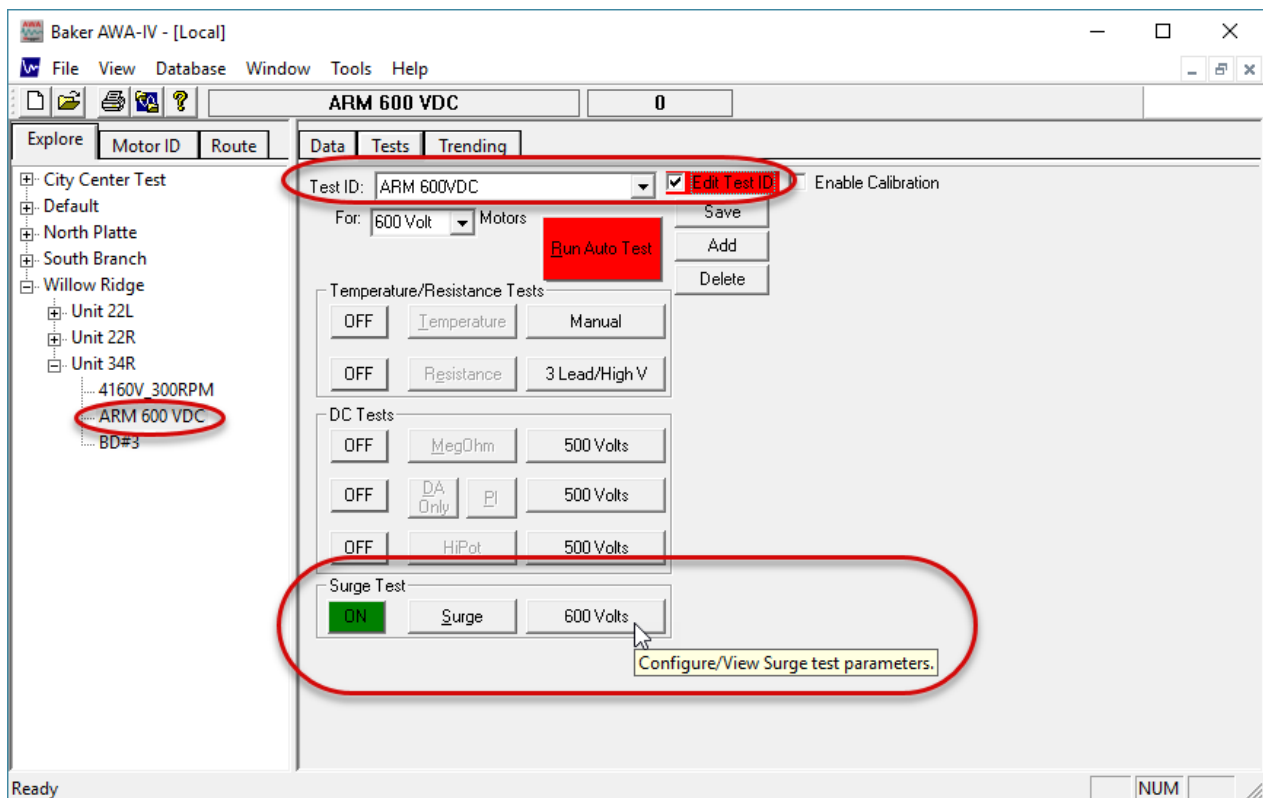 Baker AWA-IV - [Local]
File View Database Window Tools Help
ARM 600 VDC 0
Explore Motor ID Route
City Center Test
Default
North Platte
South Branch
Willow Ridge
Unit 22L
Unit 22R
Unit 34R
4160V_300RPM
ARM 600 VDC
BD#3
Data Tests Trending
Test ID: ARM 600VDC Edit Test ID Enable Calibration
For: 600 Volt Motors
Run Auto Test
Save
Add
Delete
Temperature/Resistance Tests
OFF Temperature Manual
OFF Resistance 3 Lead/High V
DC Tests
OFF MegOhm 500 Volts
OFF DA Only PI 500 Volts
OFF HiPot 500 Volts
Surge Test
ON Surge 600 Volts
Configure/View Surge test parameters.
Ready NUM